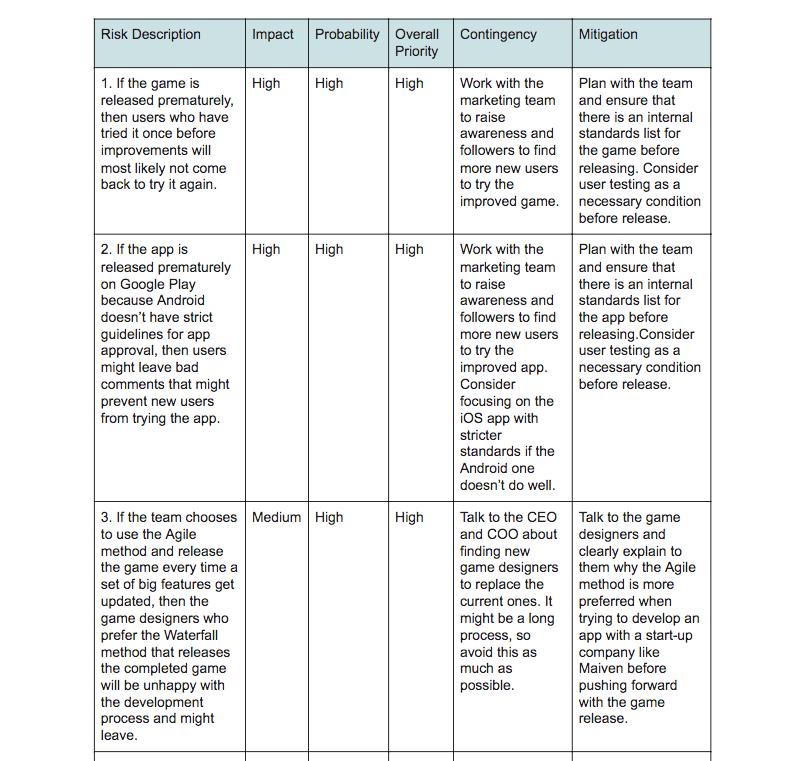 Risk Description
Impact
Probability
Overall
Priority
Contingency
Mitigation
1. If the game is
released prematurely,
then users who have
tried it once before
improvements will
most likely not come
back to try it again.
High
High
High
Work with the
marketing team
to raise
awareness and
followers to find
more new users
to try the
improved game.
Plan with the team
and ensure that
there is an internal
standards list for
the game before
releasing. Consider
user testing as a
necessary condition
before release.
2. If the app is
released prematurely
on Google Play
because Android
doesn’t have strict
guidelines for app
approval, then users
might leave bad
comments that might
prevent new users
from trying the app.
High
High
High
Work with the
marketing team
to raise
awareness and
followers to find
more new users
to try the
improved app.
Consider
focusing on the
iOS app with
stricter
standards if the
Android one
doesn’t do well.
Plan with the team
and ensure that
there is an internal
standards list for
the app before
releasing.Consider
user testing as a
necessary condition
before release.
3. If the team chooses
to use the Agile
method and release
the game every time a
set of big features get
updated, then the
game designers who
prefer the Waterfall
method that releases
the completed game
will be unhappy with
the development
process and might
leave.
Medium
High
High
Talk to the CEO
and COO about
finding new
game designers
to replace the
current ones. It
might be a long
process, so
avoid this as
much as
possible.
Talk to the game
designers and
clearly explain to
them why the Agile
method is more
preferred when
trying to develop an
app with a start-up
company like
Maiven before
pushing forward
with the game
release.